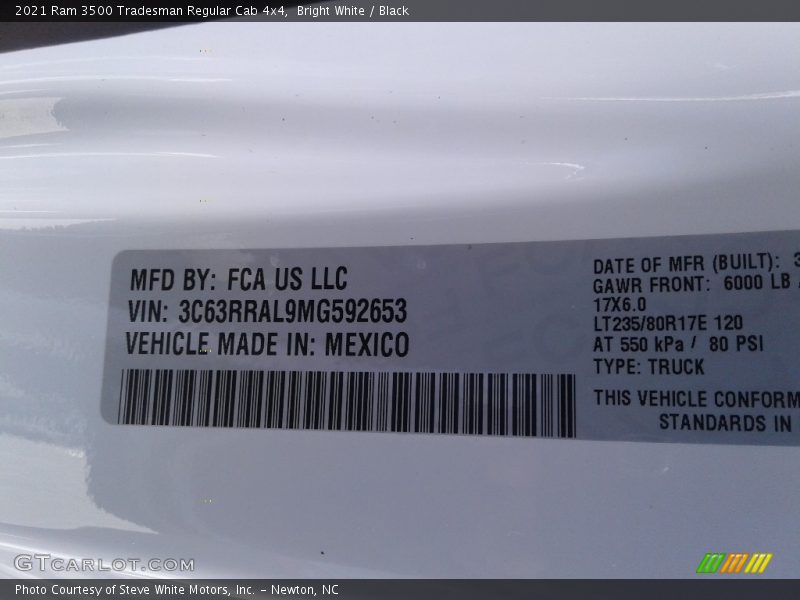 2021 Ram 3500 Tradesman Regular Cab 4x4, Bright White / Black
MFD BY: FCA US LLC
VIN: 3C63RRAL9MG592653
VEHICLE MADE IN: MEXICO
DATE OF MFR (BUILT): 3
GAWR FRONT: 6000 LB
17X6.0
LT235/80R17E 120
AT 550 kPa / 80 PSI
TYPE: TRUCK
THIS VEHICLE CONFORM
STANDARDS IN
GTCARLOT.COM
Photo Courtesy of Steve White Motors, Inc. – Newton, NC